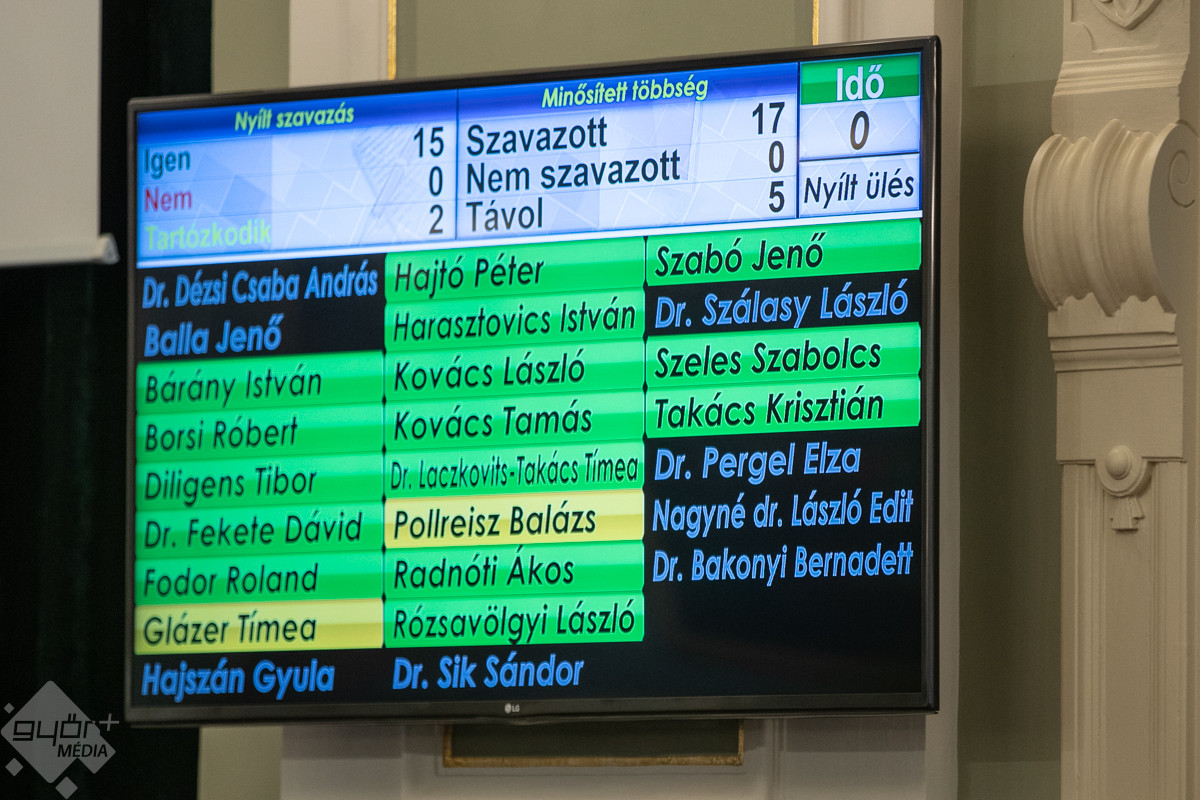 Nyílt szavazás
Igen 15
Nem 0
Tartózkodik 2
Minősített többség
Szavazott 17
Nem szavazott 0
Távol 5
Idő
0
Nyílt ülés
Dr. Dézsi Csaba András
Balla Jenő
Bárány István
Borsi Róbert
Diligens Tibor
Dr. Fekete Dávid
Fodor Roland
Glázer Tímea
Hajszán Gyula
Hajtó Péter
Harasztovics István
Kovács László
Kovács Tamás
Dr. Laczkovits-Takács Tímea
Pollreisz Balázs
Radnóti Ákos
Rózsavölgyi László
Dr. Sik Sándor
Szabó Jenő
Dr. Szálasy László
Szeles Szabolcs
Takács Krisztián
Dr. Pergel Elza
Nagyné dr. László Edit
Dr. Bakonyi Bernadett
LG
győr+
MÉDIA